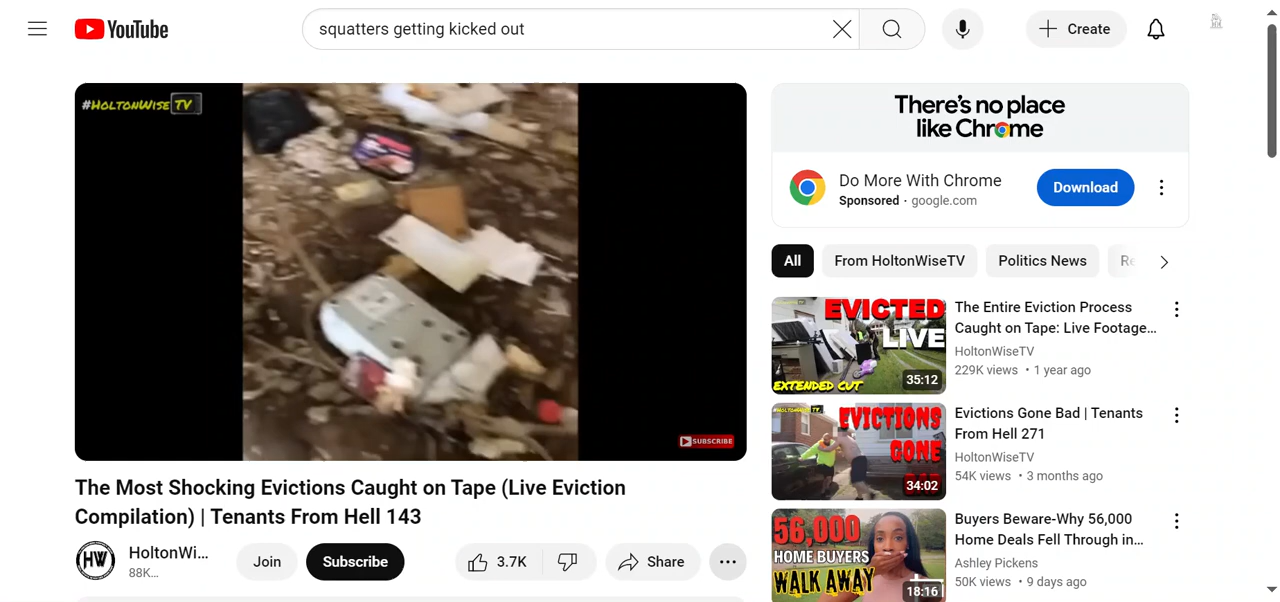 YouTube
squatters getting kicked out
Create
#HOLTONWISE TV
SUBSCRIBE
The Most Shocking Evictions Caught on Tape (Live Eviction
Compilation) | Tenants From Hell 143
HW
HoltonWi...
88K...
Join
Subscribe
3.7K
Share
There's no place
like Chrome
Do More With Chrome
Sponsored · google.com
Download
All
From HoltonWiseTV
Politics News
Re
EVICTED
LIVE
EXTENDED CUT
35:12
The Entire Eviction Process
Caught on Tape: Live Footage...
HoltonWiseTV
229K views • 1 year ago
#HOLTONWISE TV
EVICTIONS
GONE
BAD
34:02
Evictions Gone Bad | Tenants
From Hell 271
HoltonWiseTV
54K views • 3 months ago
56,000
HOME BUYERS
WALK AWAY
18:16
Buyers Beware-Why 56,000
Home Deals Fell Through in...
Ashley Pickens
50K views • 9 days ago